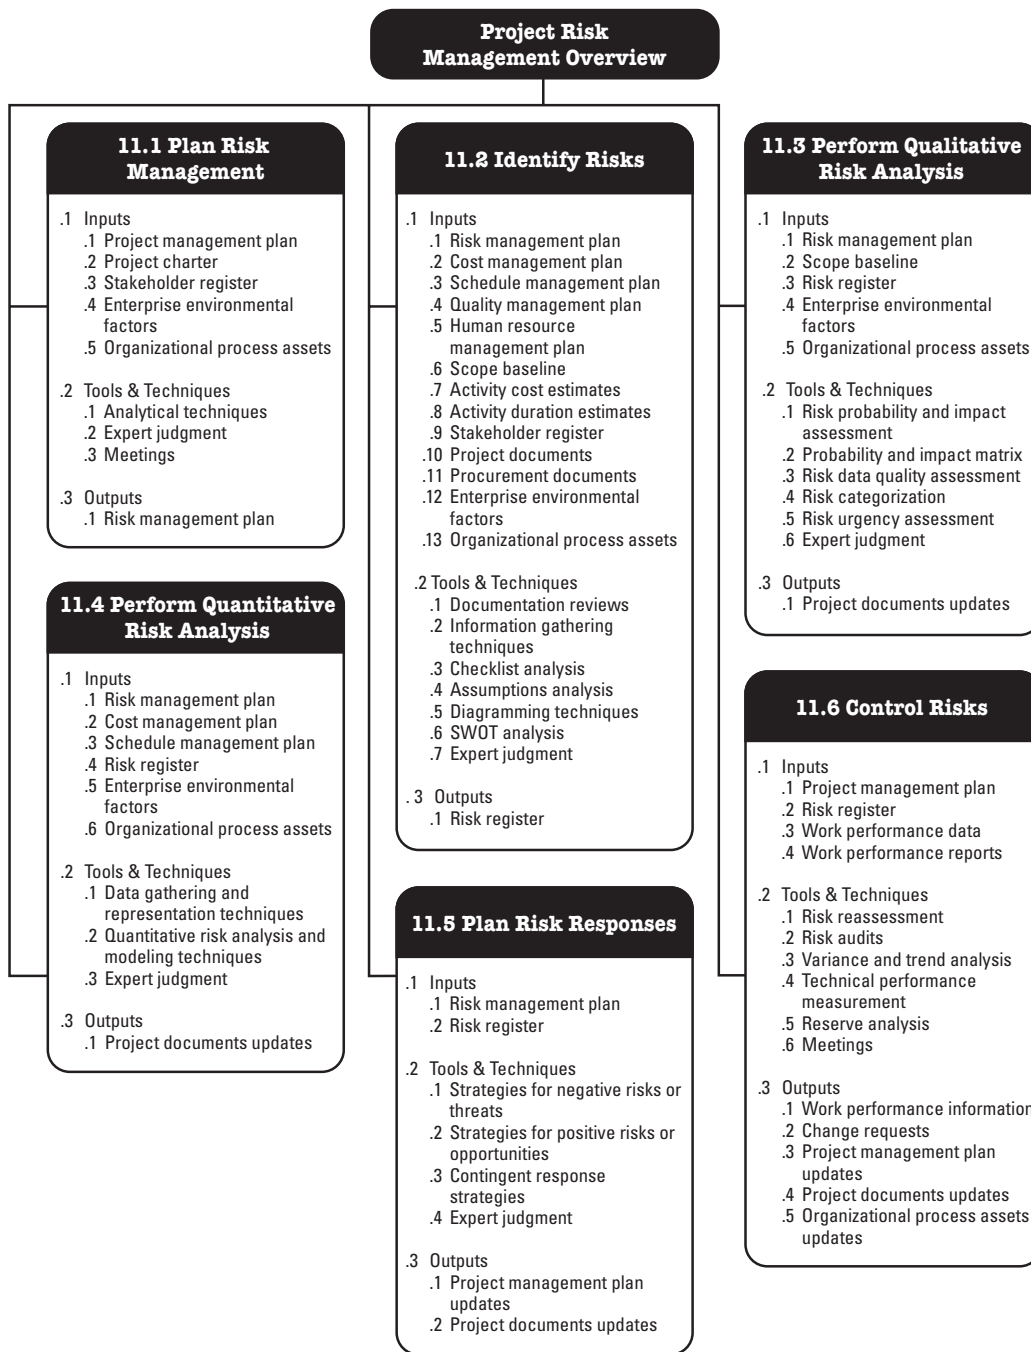 Project Risk
Management Overview
11.1 Plan Risk
Management
.1 Inputs
.1 Project management plan
.2 Project charter
.3 Stakeholder register
.4 Enterprise environmental
factors
.5 Organizational process assets
.2 Tools & Techniques
.1 Analytical techniques
.2 Expert judgment
.3 Meetings
.3 Outputs
.1 Risk management plan
11.2 Identify Risks
.1 Inputs
.1 Risk management plan
.2 Cost management plan
.3 Schedule management plan
.4 Quality management plan
.5 Human resource
management plan
.6 Scope baseline
.7 Activity cost estimates
.8 Activity duration estimates
.9 Stakeholder register
.10 Project documents
.11 Procurement documents
.12 Enterprise environmental
factors
.13 Organizational process assets
.2 Tools & Techniques
.1 Documentation reviews
.2 Information gathering
techniques
.3 Checklist analysis
.4 Assumptions analysis
.5 Diagramming techniques
.6 SWOT analysis
.7 Expert judgment
. 3 Outputs
.1 Risk register
11.3 Perform Qualitative
Risk Analysis
.1 Inputs
.1 Risk management plan
.2 Scope baseline
.3 Risk register
.4 Enterprise environmental
factors
.5 Organizational process assets
.2 Tools & Techniques
.1 Risk probability and impact
assessment
.2 Probability and impact matrix
.3 Risk data quality assessment
.4 Risk categorization
.5 Risk urgency assessment
.6 Expert judgment
.3 Outputs
.1 Project documents updates
11.4 Perform Quantitative
Risk Analysis
.1 Inputs
.1 Risk management plan
.2 Cost management plan
.3 Schedule management plan
.4 Risk register
.5 Enterprise environmental
factors
.6 Organizational process assets
.2 Tools & Techniques
.1 Data gathering and
representation techniques
.2 Quantitative risk analysis and
modeling techniques
.3 Expert judgment
.3 Outputs
.1 Project documents updates
11.5 Plan Risk Responses
.1 Inputs
.1 Risk management plan
.2 Risk register
.2 Tools & Techniques
.1 Strategies for negative risks or
threats
.2 Strategies for positive risks or
opportunities
.3 Contingent response
strategies
.4 Expert judgment
.3 Outputs
.1 Project management plan
updates
.2 Project documents updates
11.6 Control Risks
.1 Inputs
.1 Project management plan
.2 Risk register
.3 Work performance data
.4 Work performance reports
.2 Tools & Techniques
.1 Risk reassessment
.2 Risk audits
.3 Variance and trend analysis
.4 Technical performance
measurement
.5 Reserve analysis
.6 Meetings
.3 Outputs
.1 Work performance information
.2 Change requests
.3 Project management plan
updates
.4 Project documents updates
.5 Organizational process assets
updates